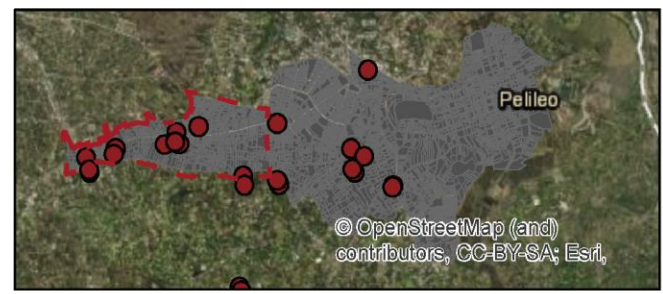 Pelileo
© OpenStreetMap (and)
contributors, CC-BY-SA; Esri,